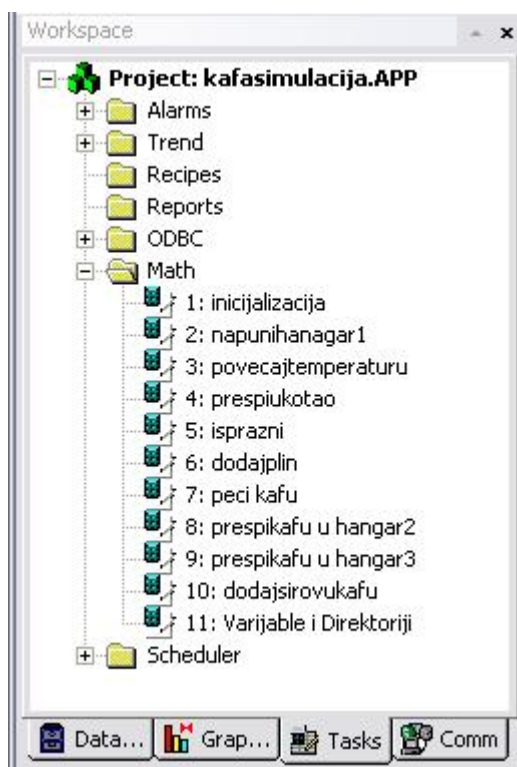 Workspace
Project: kafasimulacija.APP
Alarms
Trend
Recipes
Reports
ODBC
Math
1: inicijalizacija
2: napunihanagar1
3: povecajtemperaturu
4: prespiukotao
5: isprazni
6: dodajplin
7: peci kafu
8: prespikafu u hangar2
9: prespikafu u hangar3
10: dodajsirovukafu
11: Varijable i Direktoriji
Scheduler
Data... Grap... Tasks Comm